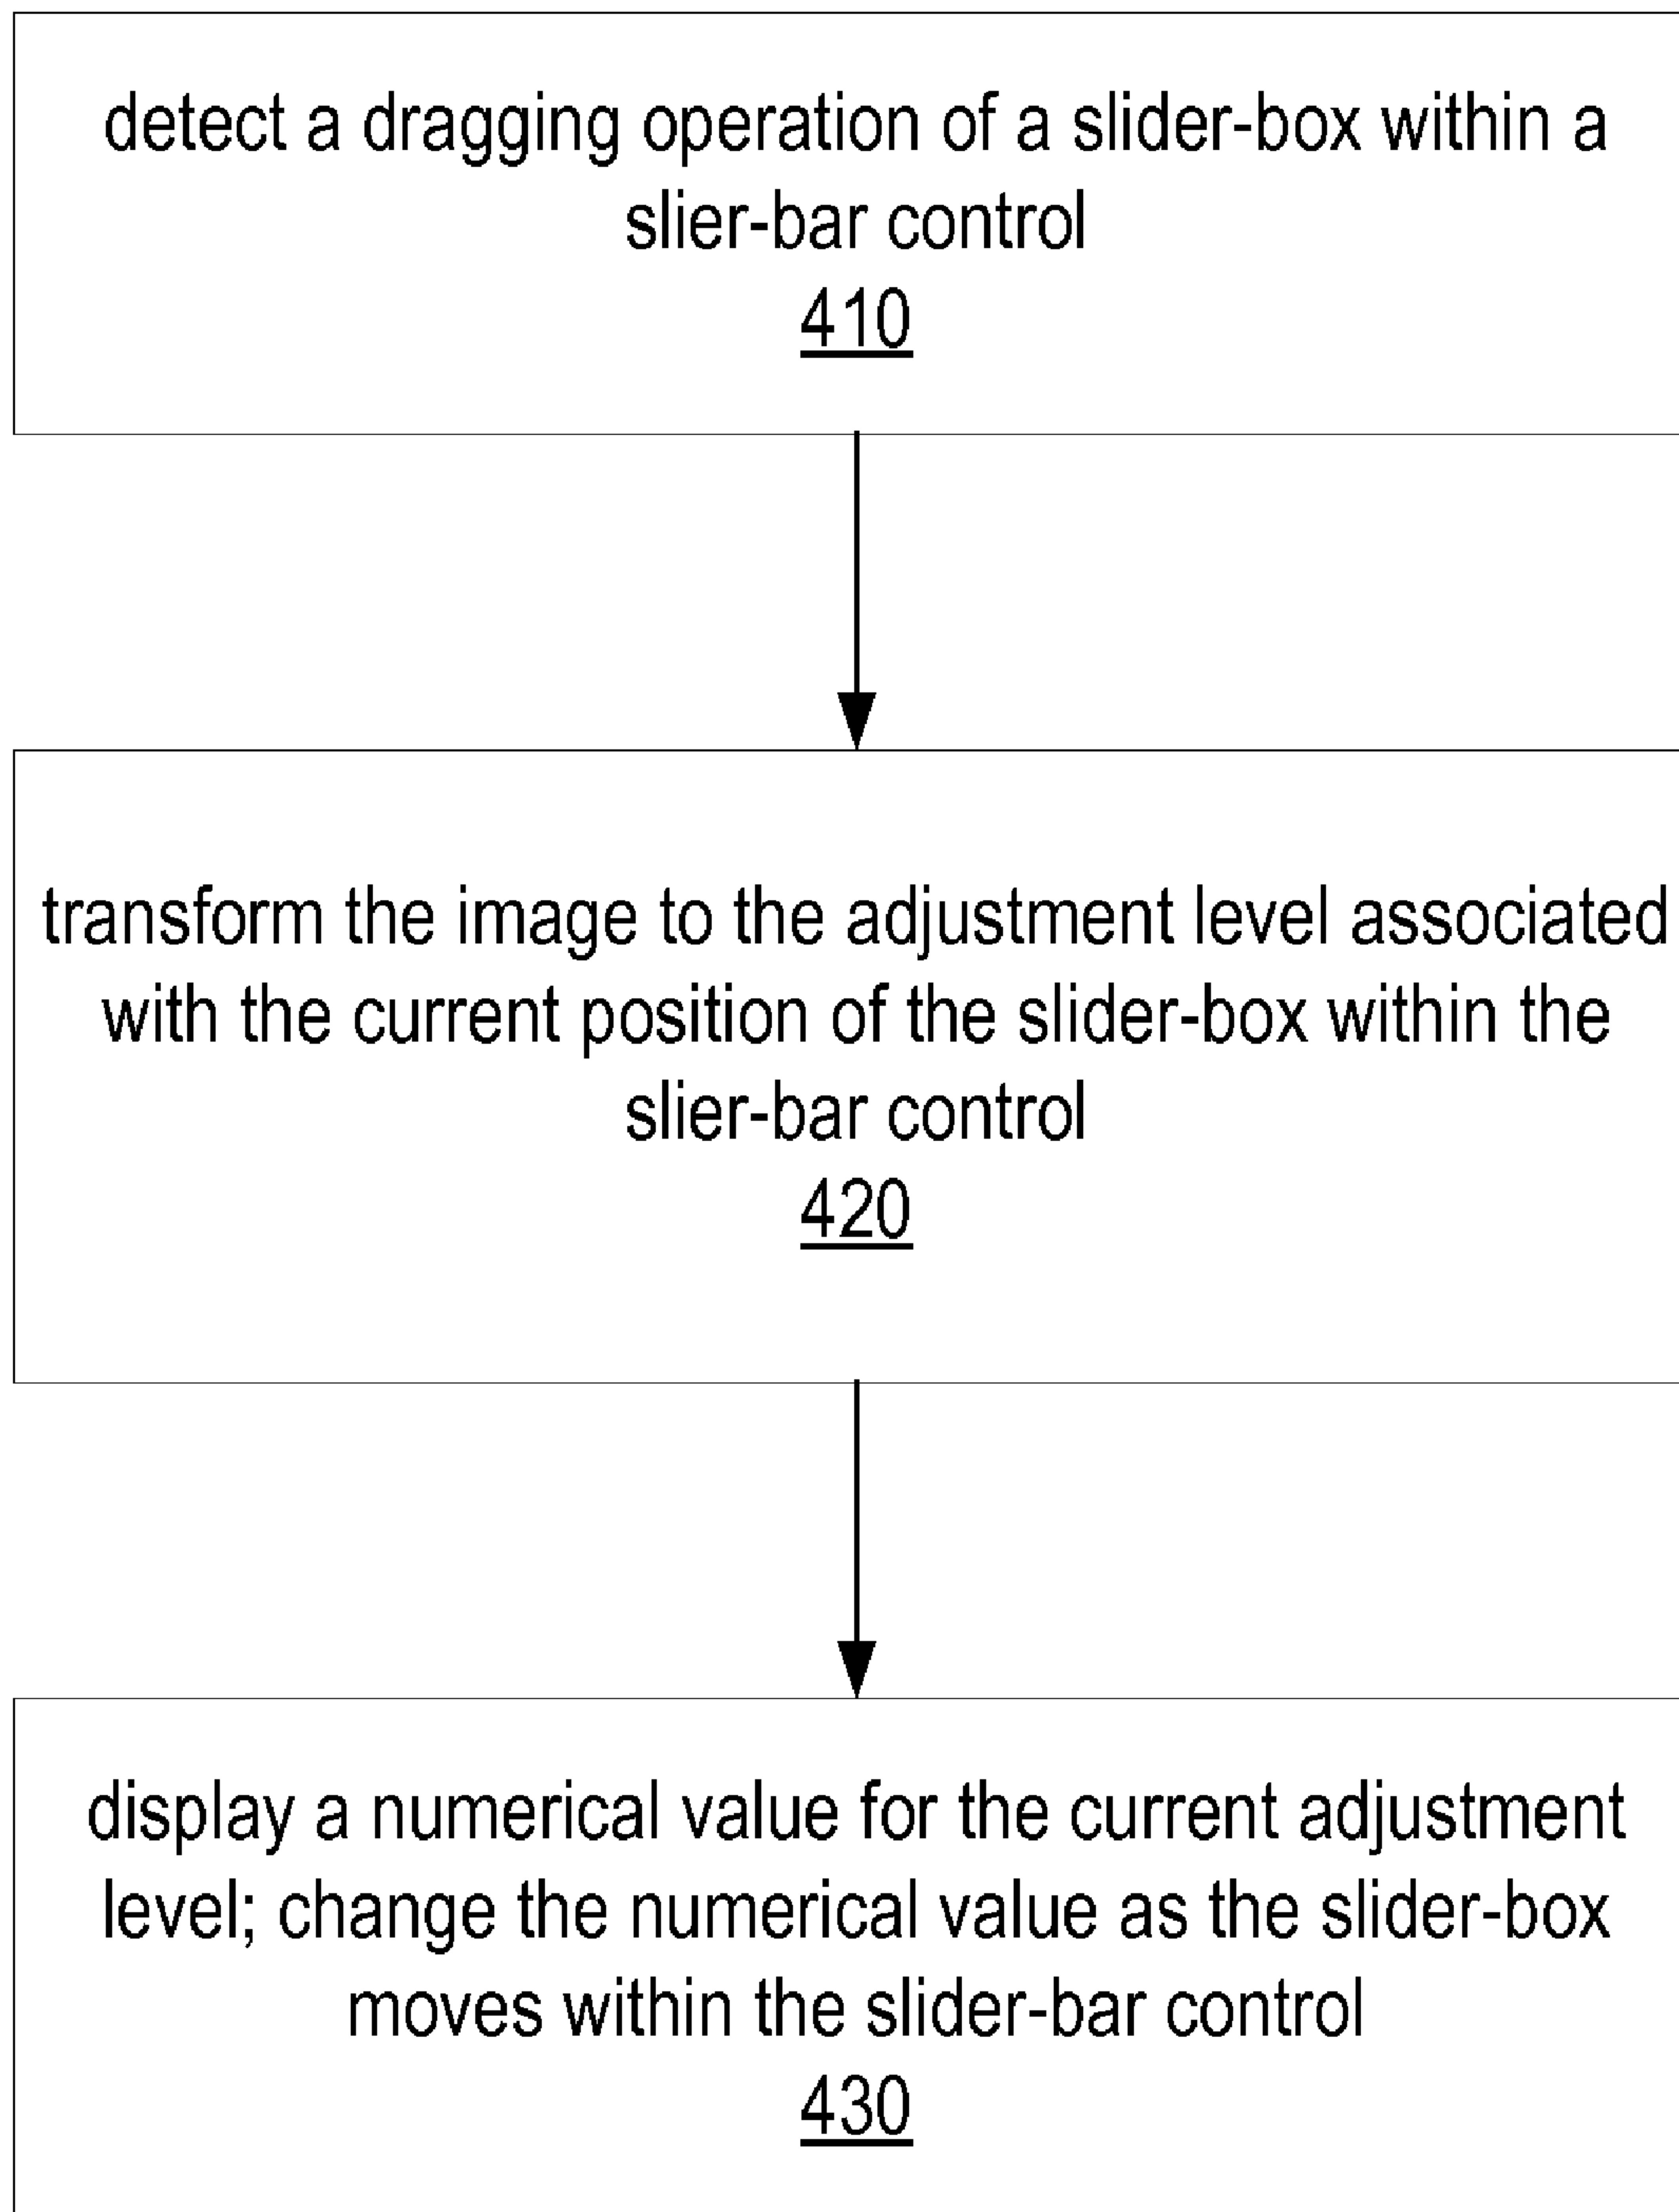 detect a dragging operation of a slider-box within a
slier-bar control
410
transform the image to the adjustment level associated
with the current position of the slider-box within the
slier-bar control
420
display a numerical value for the current adjustment
level; change the numerical value as the slider-box
moves within the slider-bar control
430